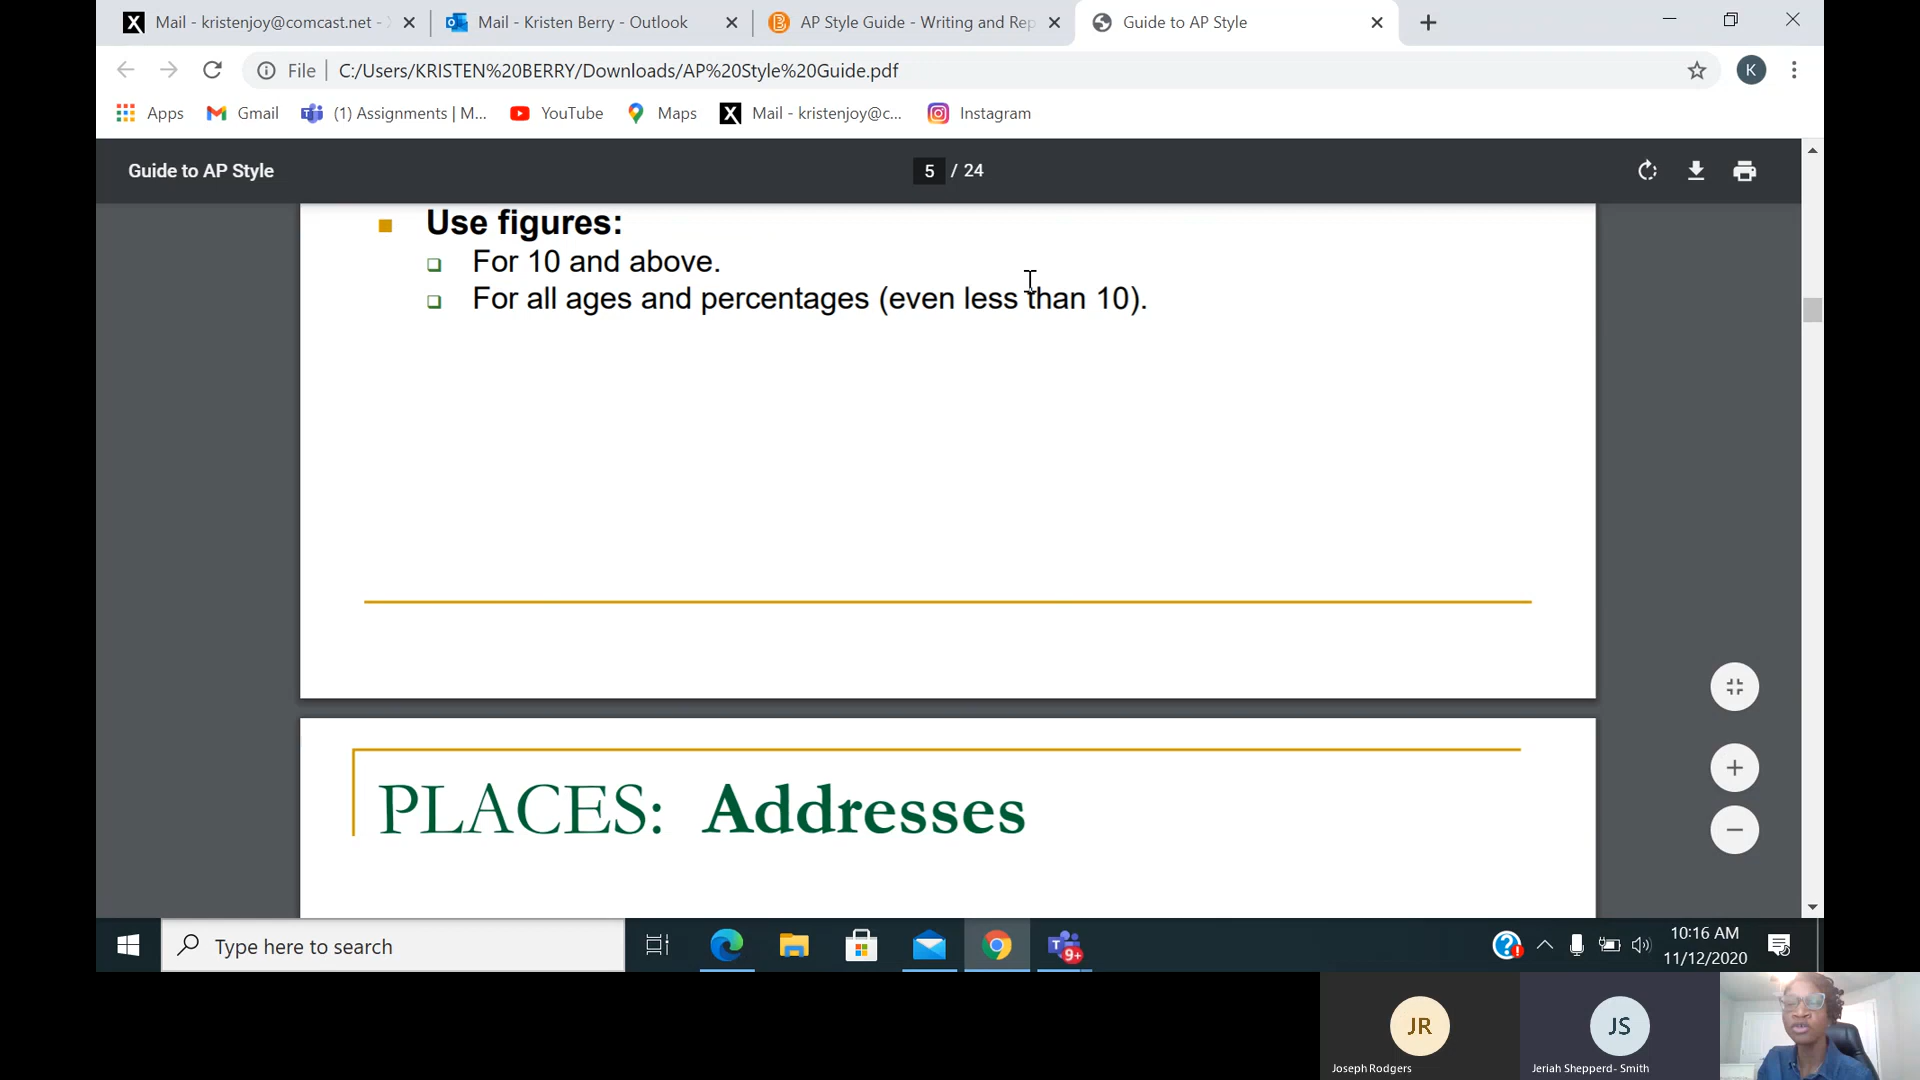 Mail - kristenjoy@comcast.net -
Mail - Kristen Berry - Outlook
AP Style Guide - Writing and Rep
Guide to AP Style
File
C:/Users/KRISTEN%20BERRY/Downloads/AP%20Style%20Guide.pdf
K
Apps
Gmail
(1) Assignments | M...
YouTube
Maps
Mail - kristenjoy@c...
Instagram
Guide to AP Style
5 / 24
Use figures:
For 10 and above.
For all ages and percentages (even less than 10).
PLACES: Addresses
Type here to search
9+
10:16 AM
11/12/2020
JR
Joseph Rodgers
JS
Jeriah Shepperd- Smith